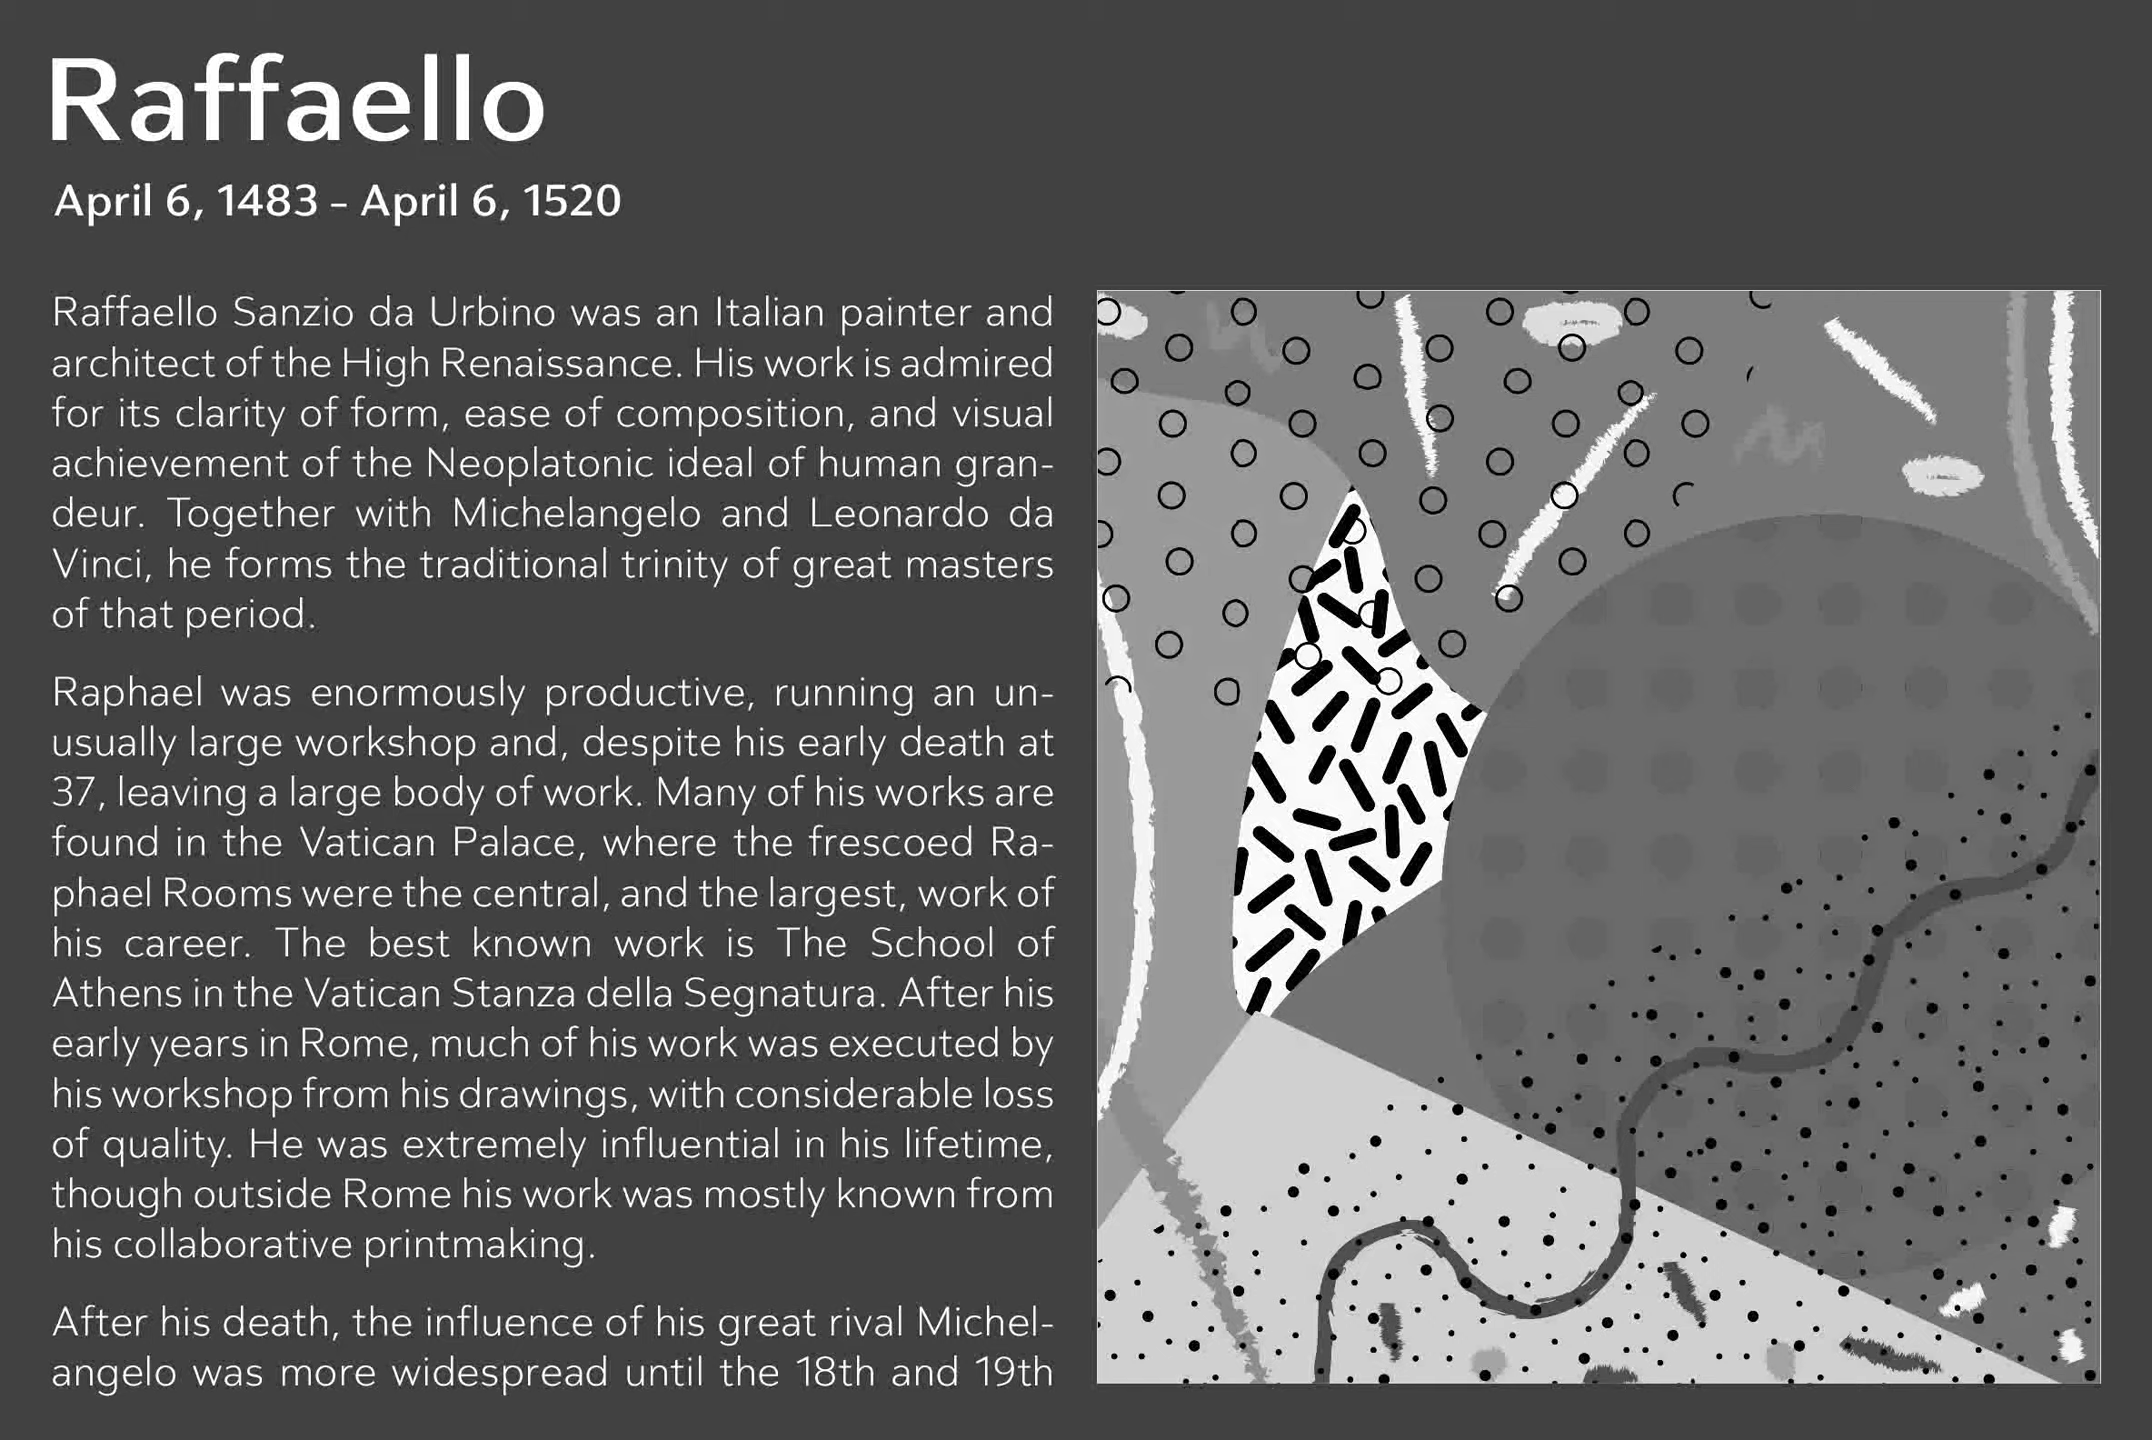 Raffaello
April 6, 1483 – April 6, 1520
Raffaello Sanzio da Urbino was an Italian painter and
architect of the High Renaissance. His work is admired
for its clarity of form, ease of composition, and visual
achievement of the Neoplatonic ideal of human gran-
deur. Together with Michelangelo and Leonardo da
Vinci, he forms the traditional trinity of great masters
of that period.
Raphael was enormously productive, running an un-
usually large workshop and, despite his early death at
37, leaving a large body of work. Many of his works are
found in the Vatican Palace, where the frescoed Ra-
phael Rooms were the central, and the largest, work of
his career. The best known work is The School of
Athens in the Vatican Stanza della Segnatura. After his
early years in Rome, much of his work was executed by
his workshop from his drawings, with considerable loss
of quality. He was extremely influential in his lifetime,
though outside Rome his work was mostly known from
his collaborative printmaking.
After his death, the influence of his great rival Michel-
angelo was more widespread until the 18th and 19th